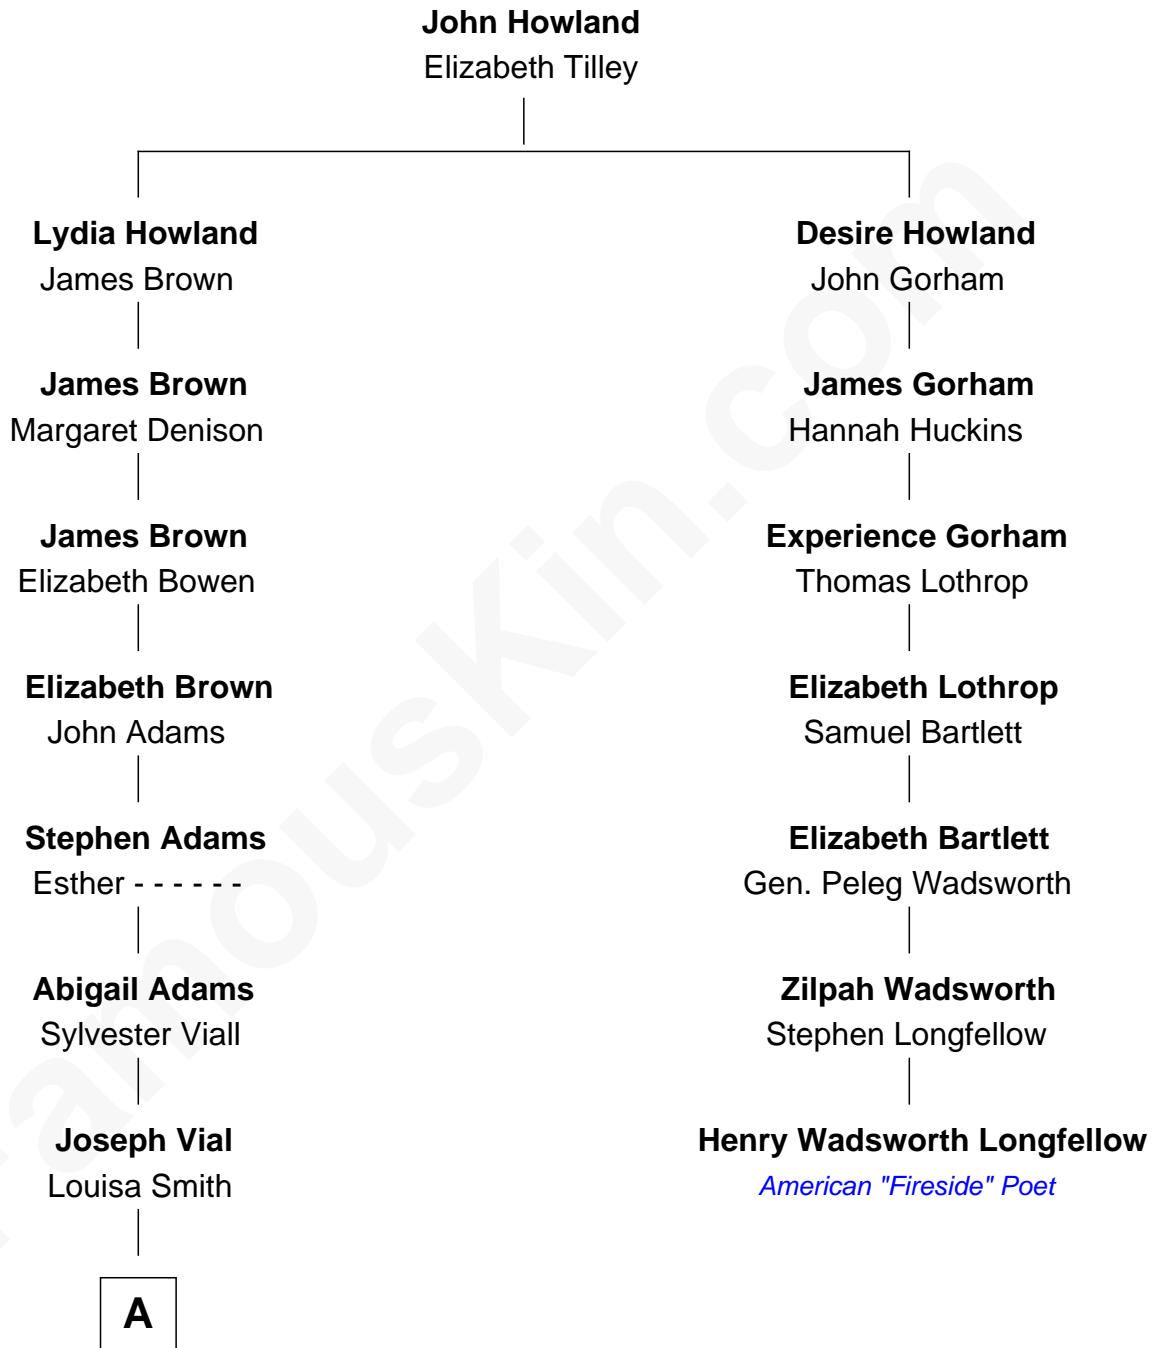 John Howland
Elizabeth Tilley
Lydia Howland
James Brown
Desire Howland
John Gorham
James Brown
Margaret Denison
James Gorham
Hannah Huckins
James Brown
Elizabeth Bowen
Experience Gorham
Thomas Lothrop
Elizabeth Brown
John Adams
Elizabeth Lothrop
Samuel Bartlett
Stephen Adams
Esther - - - - - -
Elizabeth Bartlett
Gen. Peleg Wadsworth
Abigail Adams
Sylvester Viall
Zilpah Wadsworth
Stephen Longfellow
Joseph Vial
Louisa Smith
Henry Wadsworth Longfellow
American "Fireside" Poet
A
FamousKin.com